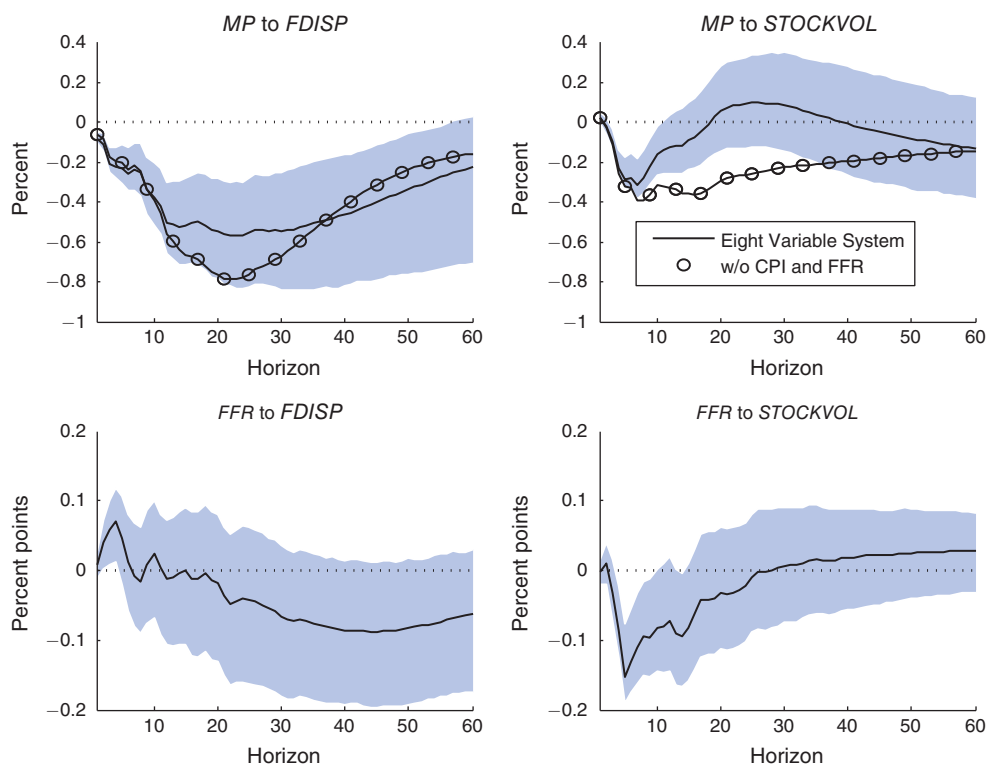 MP to FDISP
0.4
0.2
0
−0.2
−0.4
−0.6
−0.8
−1
Percent
10 20 30 40 50 60
Horizon
MP to STOCKVOL
0.4
0.2
0
−0.2
−0.4
−0.6
−0.8
−1
Percent
Eight Variable System
w/o CPI and FFR
10 20 30 40 50 60
Horizon
FFR to FDISP
0.2
0.1
0
−0.1
−0.2
Percent points
10 20 30 40 50 60
Horizon
FFR to STOCKVOL
0.2
0.1
0
−0.1
−0.2
Percent points
10 20 30 40 50 60
Horizon